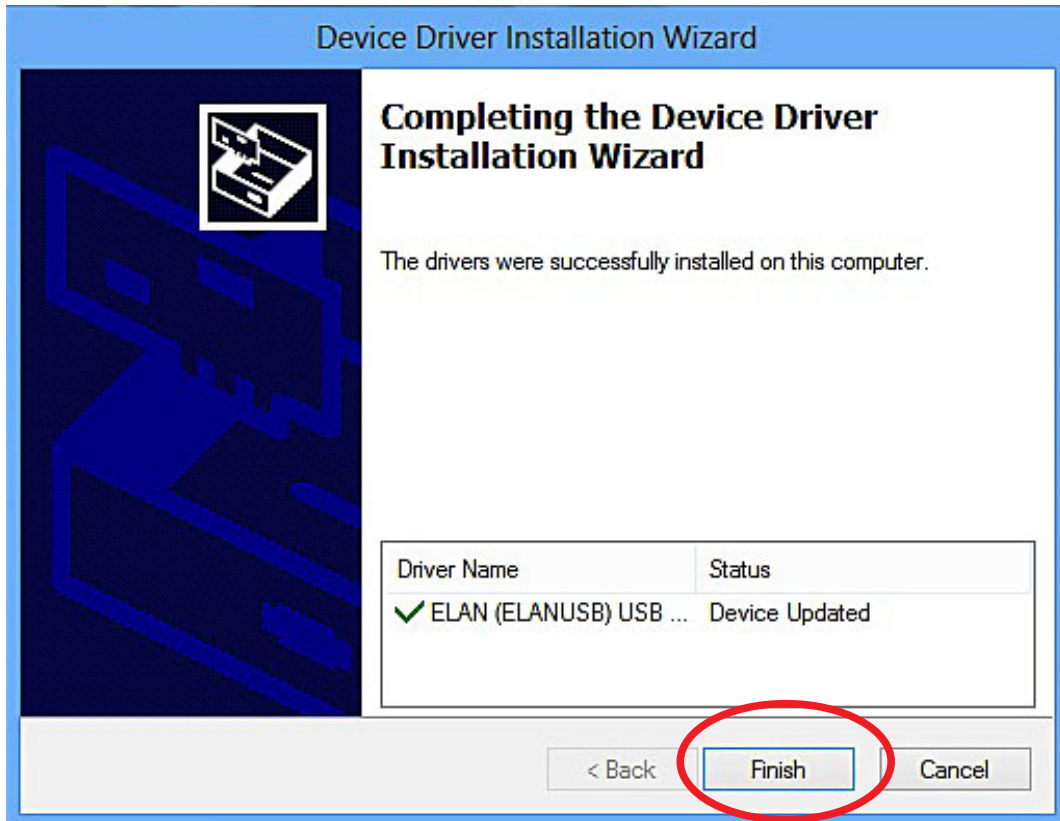 Device Driver Installation Wizard
Completing the Device Driver
Installation Wizard
The drivers were successfully installed on this computer.
Driver Name Status
ELAN (ELANUSB) USB ... Device Updated
< Back Finish Cancel